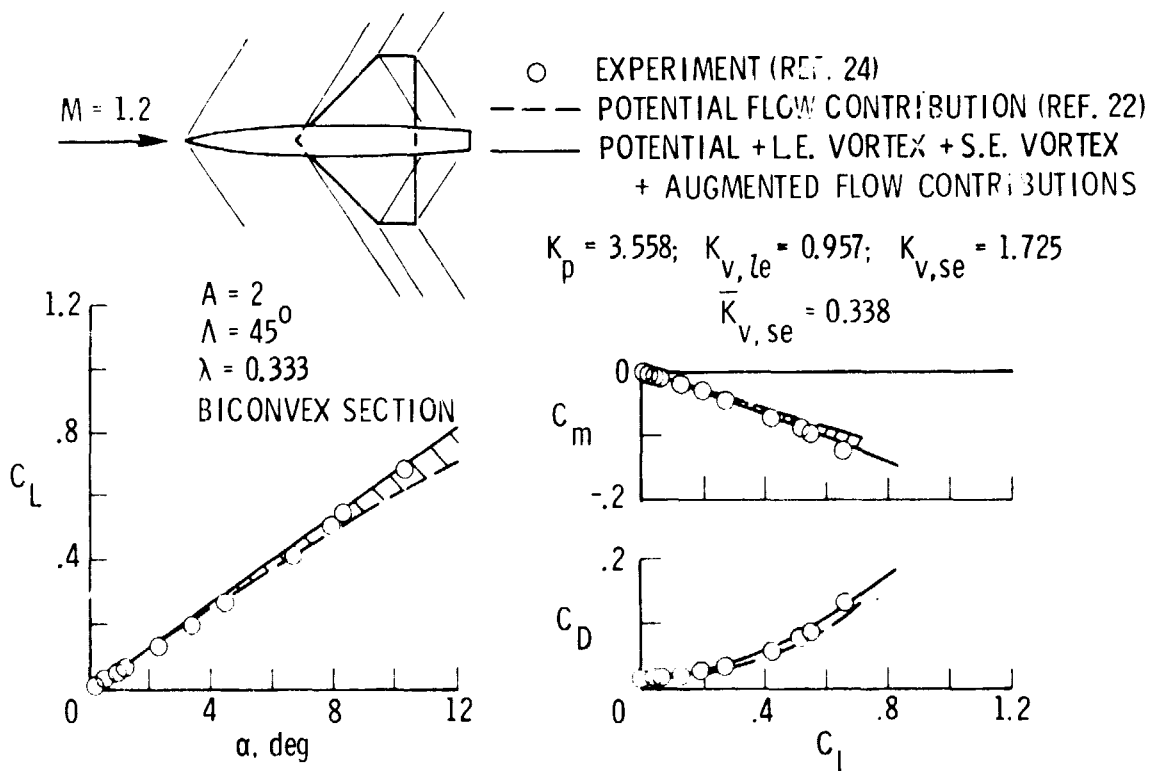 M = 1.2
EXPERIMENT (REF. 24)
POTENTIAL FLOW CONTRIBUTION (REF. 22)
POTENTIAL + L.E. VORTEX + S.E. VORTEX
+ AUGMENTED FLOW CONTRIBUTIONS
K_p = 3.558; K_v,le = 0.957; K_v,se = 1.725
K̅_v,se = 0.338
A = 2
Λ = 45°
λ = 0.333
BICONVEX SECTION
1.2
.8
C_L
.4
0
4
8
12
α, deg
0
C_m
-.2
.2
C_D
0
.4
.8
1.2
C_L